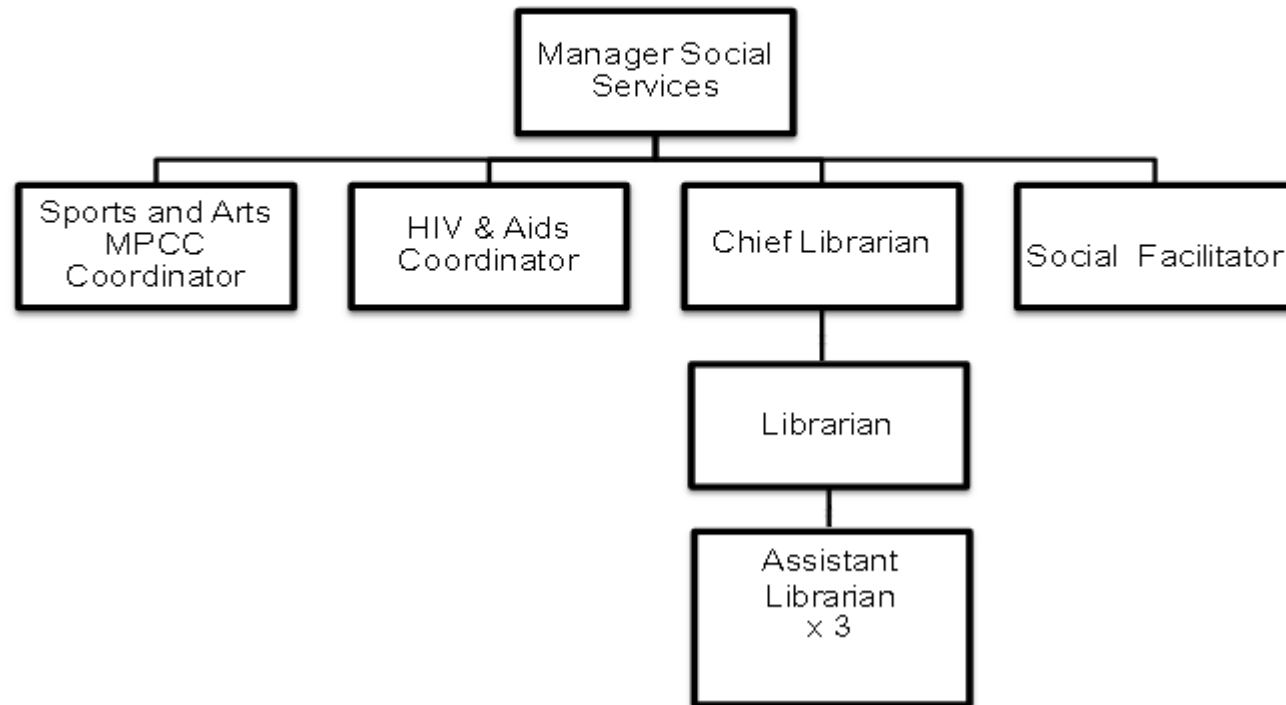 Manager Social
Services
Sports and Arts
MPCC
Coordinator
HIV & Aids
Coordinator
Chief Librarian
Social Facilitator
Librarian
Assistant
Librarian
x 3